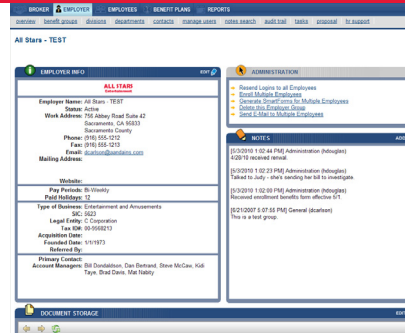 BROKER EMPLOYER EMPLOYEES BENEFIT PLANS REPORTS
overview benefit groups divisions departments contacts manage users notes search audit trail tasks proposal hr support
All Stars - TEST
EMPLOYER INFO EDIT
ALL STARS
Employer Name: All Stars - TEST
Status: Active
Work Address: 756 Abbey Road Suite 42
Sacramento, CA 95833
Sacramento County
Phone: (916) 555-1212
Fax: (916) 555-1213
Email: dcarlson@aandains.com
Mailing Address:
Website:
Pay Periods: Bi-Weekly
Paid Holidays: 12
Type of Business: Entertainment and Amusements
SIC: 5623
Legal Entity: C Corporation
Tax ID#: 00-9568213
Acquisition Date:
Founded Date: 1/1/1973
Referred By:
Primary Contact:
Account Managers: Bill Dondaldson, Dan Bertrand, Steve McCaw, Kidi
Taye, Brad Davis, Mat Nabity
DOCUMENT STORAGE EDIT
ADMINISTRATION
Resend Logins to all Employees
Enroll Multiple Employees
Generate SmartForms for Multiple Employees
Delete this Employer Group
Send E-Mail to Multiple Employees
NOTES ADD
[5/3/2010 1:02:44 PM] Administration (hdouglas)
4/28/10 received renwal.
[5/3/2010 1:02:23 PM] Administration (hdouglas)
Talked to Judy - she's sending her bill to investigate.
[5/3/2010 1:02:00 PM] Administration (hdouglas)
Received enrollment benefits form effective 5/1.
[6/21/2007 5:07:55 PM] General (dcarlsen)
This is a test group.